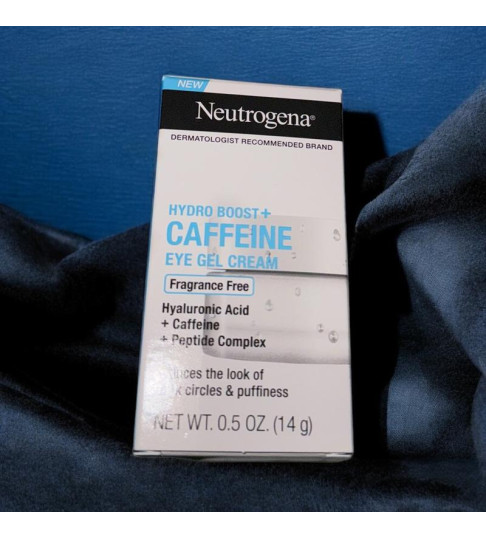 NEW
Neutrogena®
DERMATOLOGIST RECOMMENDED BRAND
HYDRO BOOST+
CAFFEINE
EYE GEL CREAM
Fragrance Free
Hyaluronic Acid
+ Caffeine
+ Peptide Complex
the look of
circles & puffiness
NET WT. 0.5 OZ. (14 g)